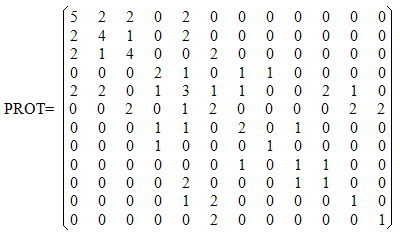 5 2 2 0 2 0 0 0 0 0 0 0
2 4 1 0 2 0 0 0 0 0 0 0
2 1 4 0 0 2 0 0 0 0 0 0
0 0 0 2 1 0 1 1 0 0 0 0
2 2 0 1 3 1 1 0 0 2 1 0
PROT= 0 0 2 0 1 2 0 0 0 0 2 2
0 0 0 1 1 0 2 0 1 0 0 0
0 0 0 1 0 0 0 1 0 0 0 0
0 0 0 0 0 0 1 0 1 1 0 0
0 0 0 0 2 0 0 0 1 1 0 0
0 0 0 0 1 2 0 0 0 0 1 0
0 0 0 0 0 2 0 0 0 0 0 1